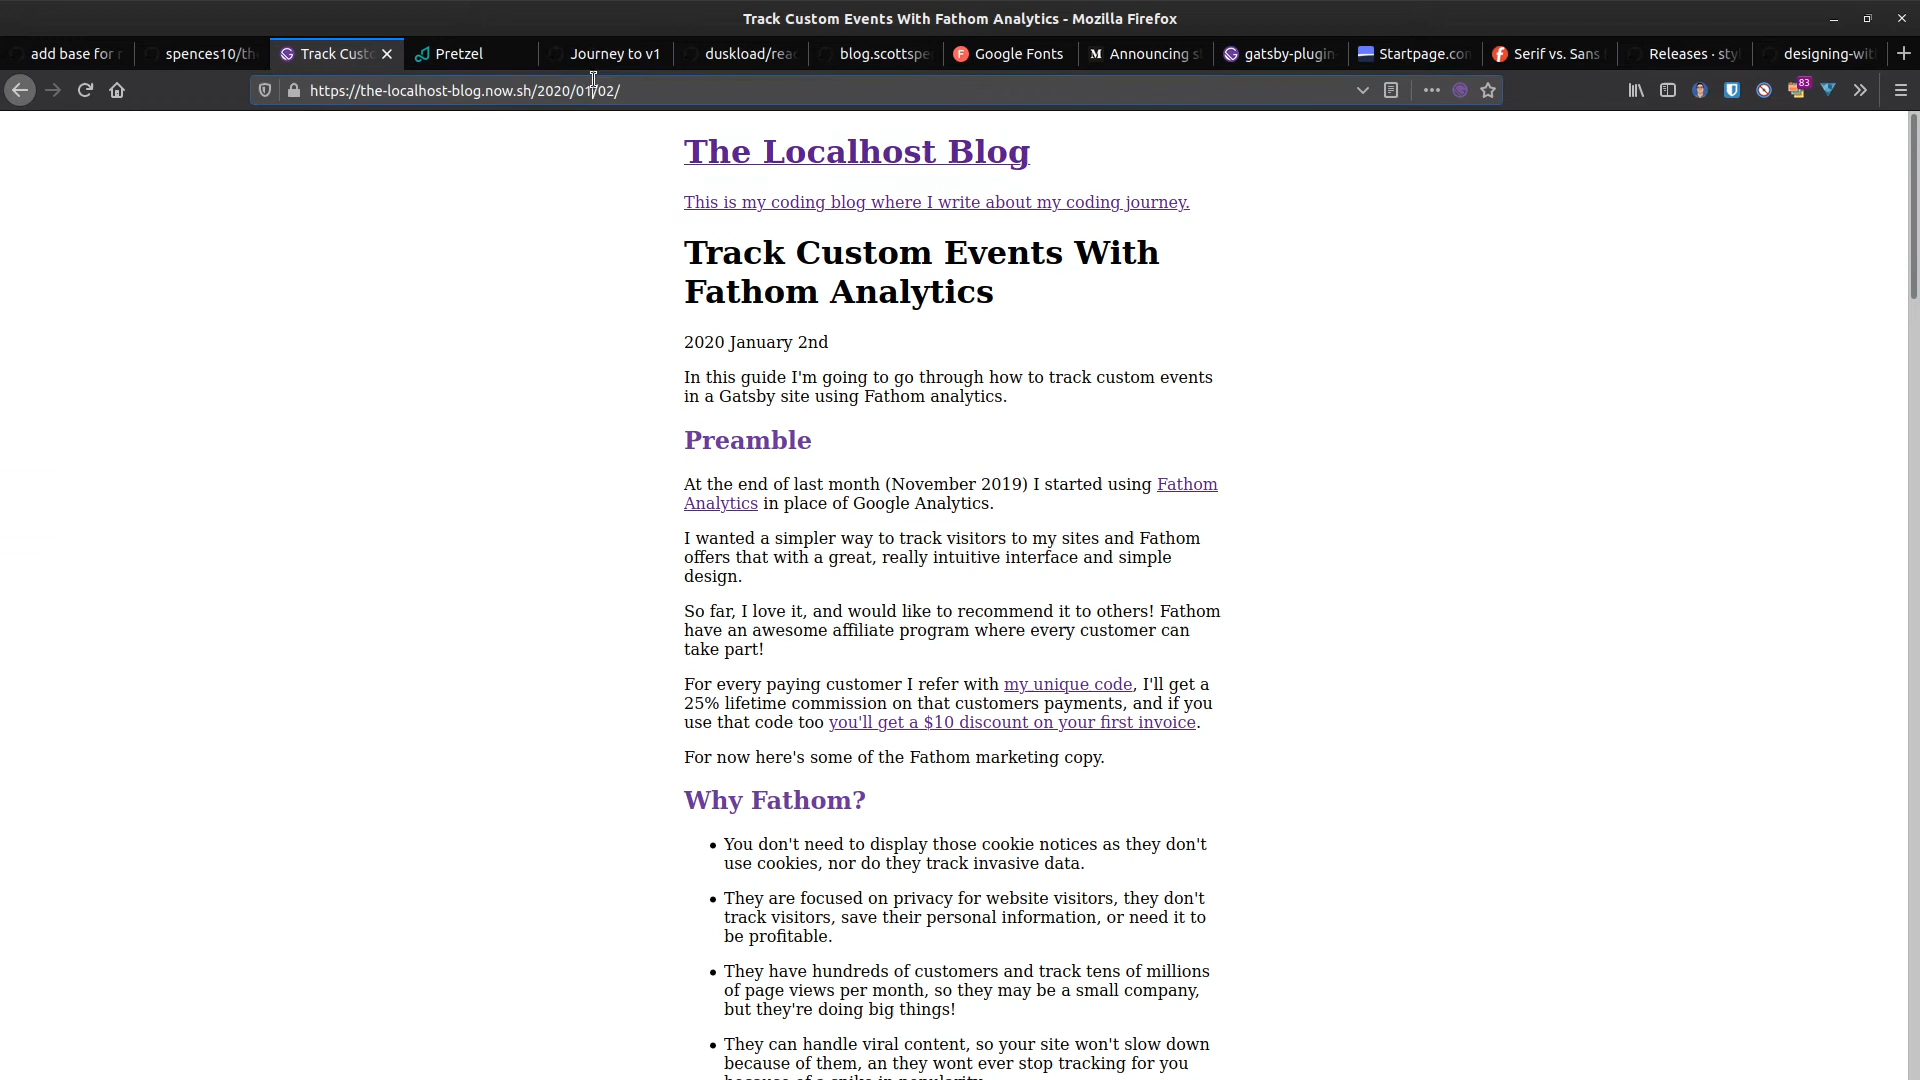 Track Custom Events With Fathom Analytics - Mozilla Firefox
add base for r
spences10/th
Track Cust
Pretzel
Journey to v1
duskload/rea
blog.scottspe
Google Fonts
Announcing s
gatsby-plugin
Startpage.co
Serif vs. Sans
Releases · sty
designing-wit
https://the-localhost-blog.now.sh/2020/01/02/
83
The Localhost Blog
This is my coding blog where I write about my coding journey.
Track Custom Events With
Fathom Analytics
2020 January 2nd
In this guide I'm going to go through how to track custom events
in a Gatsby site using Fathom analytics.
Preamble
At the end of last month (November 2019) I started using Fathom
Analytics in place of Google Analytics.
I wanted a simpler way to track visitors to my sites and Fathom
offers that with a great, really intuitive interface and simple
design.
So far, I love it, and would like to recommend it to others! Fathom
have an awesome affiliate program where every customer can
take part!
For every paying customer I refer with my unique code, I'll get a
25% lifetime commission on that customers payments, and if you
use that code too you'll get a $10 discount on your first invoice.
For now here's some of the Fathom marketing copy.
Why Fathom?
• You don't need to display those cookie notices as they don't
use cookies, nor do they track invasive data.
• They are focused on privacy for website visitors, they don't
track visitors, save their personal information, or need it to
be profitable.
• They have hundreds of customers and track tens of millions
of page views per month, so they may be a small company,
but they're doing big things!
• They can handle viral content, so your site won't slow down
because of them, an they wont ever stop tracking for you